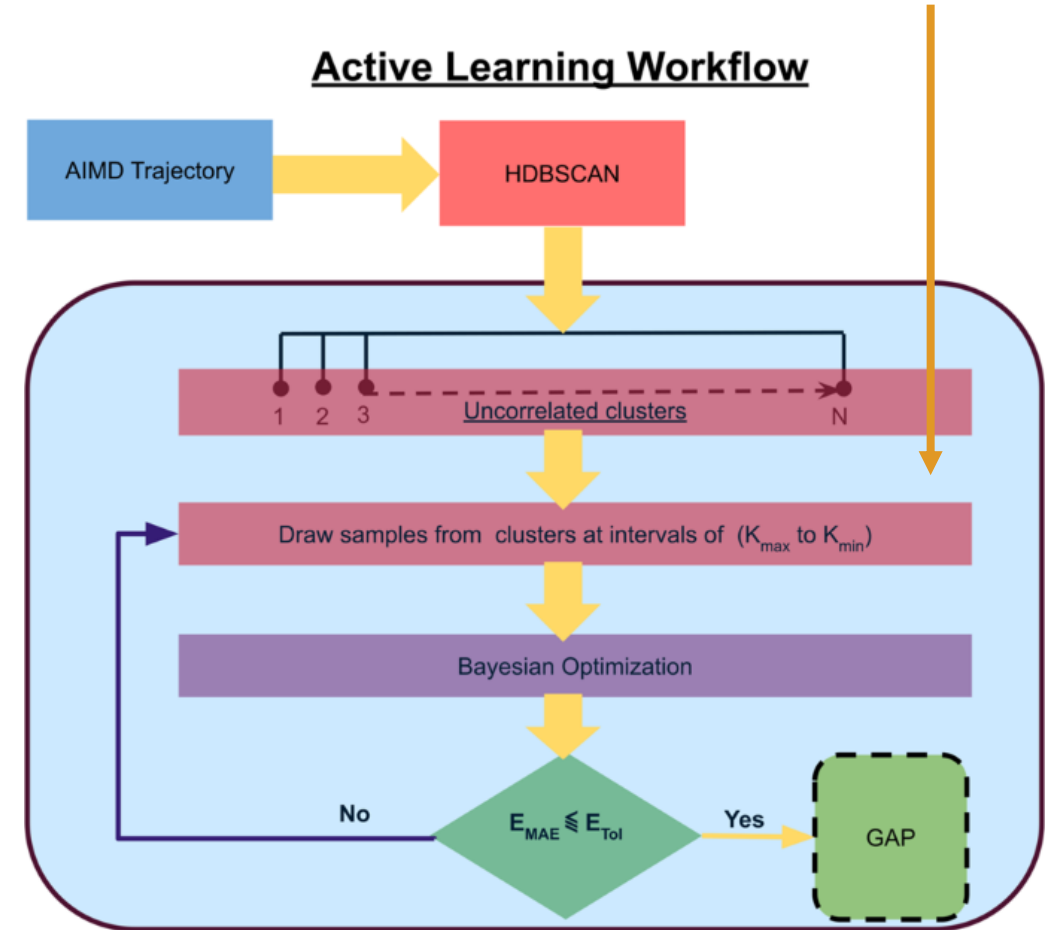 Active Learning Workflow
AIMD Trajectory
HDBSCAN
1 2 3 N
Uncorrelated clusters
Draw samples from clusters at intervals of (Kmax to Kmin)
Bayesian Optimization
No
EMAE ≦ ETol
Yes
GAP